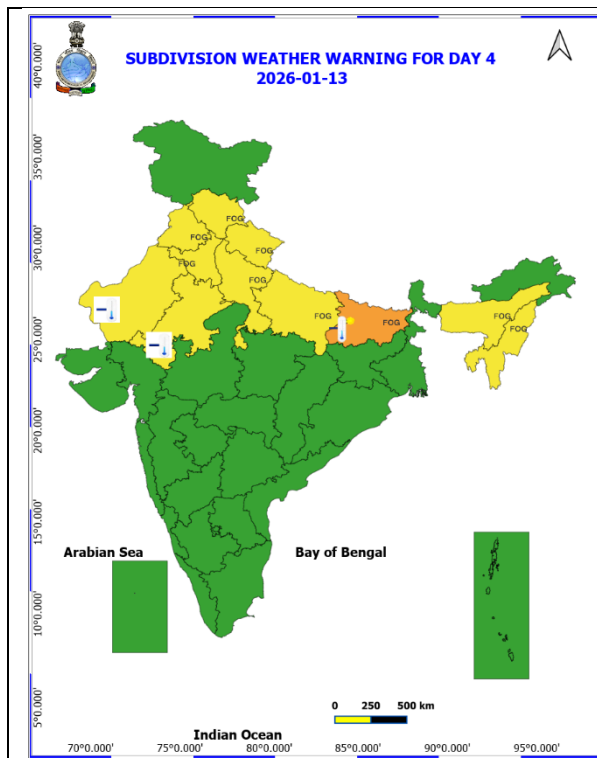 SUBDIVISION WEATHER WARNING FOR DAY 4
2026-01-13
40°0.000'
35°0.000'
30°0.000'
25°0.000'
20°0.000'
15°0.000'
10°0.000'
5°0.000'
FOG
FOG
FOG
FOG
FOG
FOG
FOG
FOG
FOG
Arabian Sea
Bay of Bengal
0 250 500 km
Indian Ocean
70°0.000' 75°0.000' 80°0.000' 85°0.000' 90°0.000' 95°0.000'